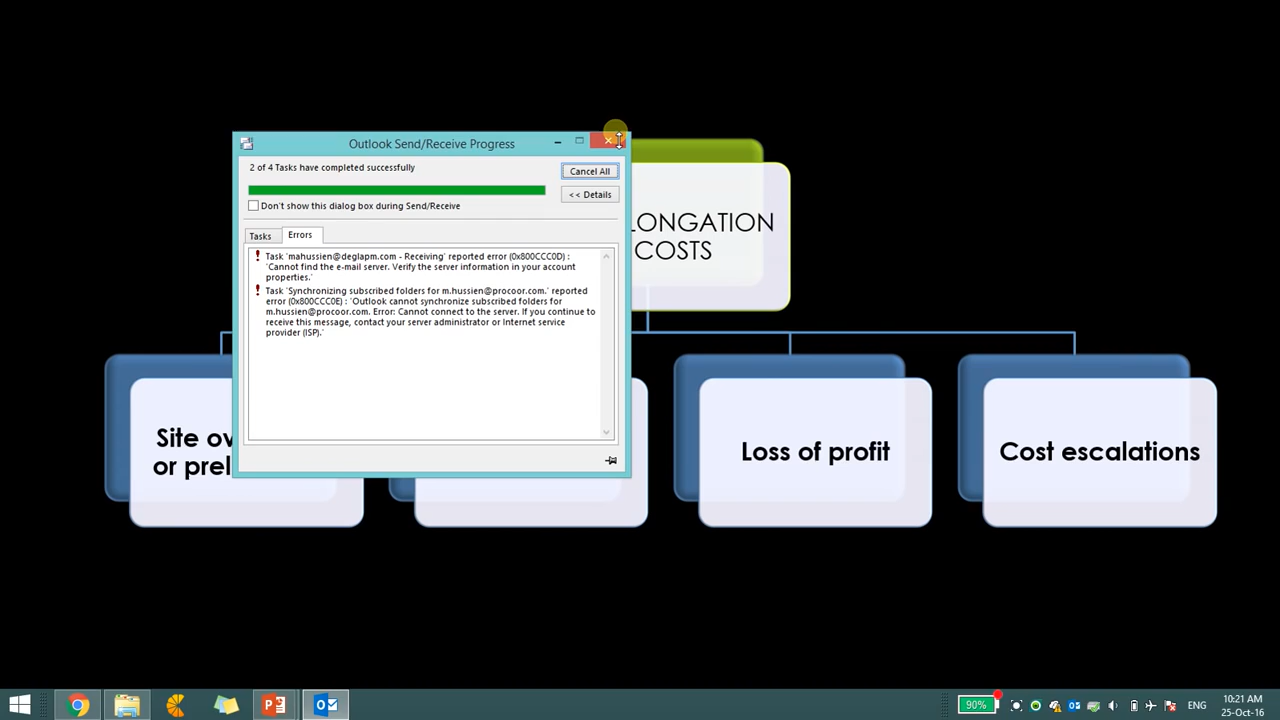 Outlook Send/Receive Progress
2 of 4 Tasks have completed successfully
Cancel All
<< Details
Don't show this dialog box during Send/Receive
Tasks
Errors
Task 'mahussien@deglapm.com - Receiving' reported error (0x800CCC0D) :
'Cannot find the e-mail server. Verify the server information in your account
properties.'
Task 'Synchronizing subscribed folders for m.hussien@procoor.com.' reported
error (0x800CCC0E) : 'Outlook cannot synchronize subscribed folders for
m.hussien@procoor.com. Error: Cannot connect to the server. If you continue to
receive this message, contact your server administrator or Internet service
provider (ISP).'
LONGATION
COSTS
Site ov
or prel
Loss of profit
Cost escalations
90%
ENG
10:21 AM
25-Oct-16